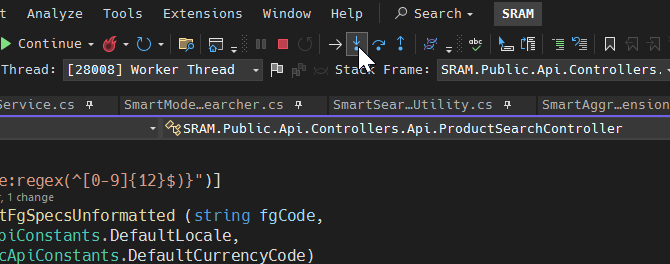 Analyze Tools Extensions Window Help Search SRAM
Continue
Thread: [28008] Worker Thread Stack Frame: SRAM.Public.Api.Controllers.
Service.cs SmartMode…earcher.cs SmartSear…Utility.cs SmartAggr…ension
SRAM.Public.Api.Controllers.Api.ProductSearchController
e:regex(^[0-9]{12}$)}")]
, 1 change
tFgSpecsUnformatted (string fgCode,
piConstants.DefaultLocale,
cApiConstants.DefaultCurrencyCode)